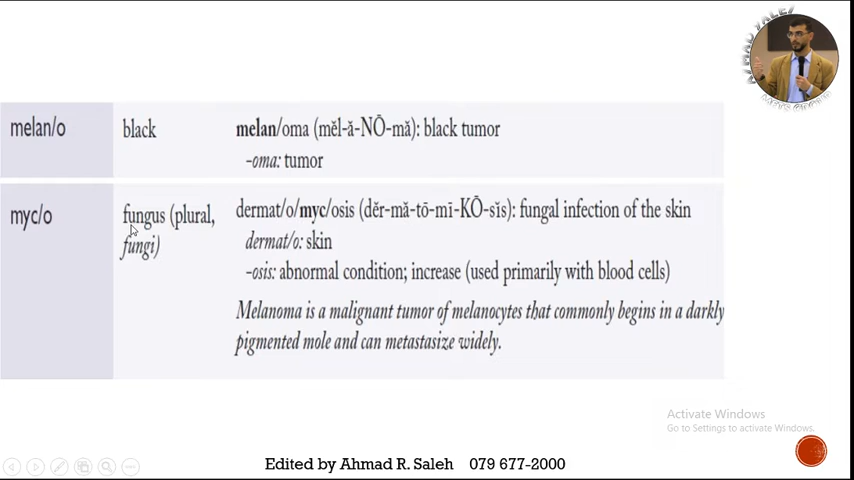 melan/o
black
melan/oma (mĕl-ă-NŌ-mă): black tumor
-oma: tumor
myc/o
fungus (plural,
fungi)
dermat/o/myc/osis (dĕr-mă-tō-mī-KŌ-sĭs): fungal infection of the skin
dermat/o: skin
-osis: abnormal condition; increase (used primarily with blood cells)
Melanoma is a malignant tumor of melanocytes that commonly begins in a darkly
pigmented mole and can metastasize widely.
Activate Windows
Go to Settings to activate Windows.
Edited by Ahmad R. Saleh 079 677-2000